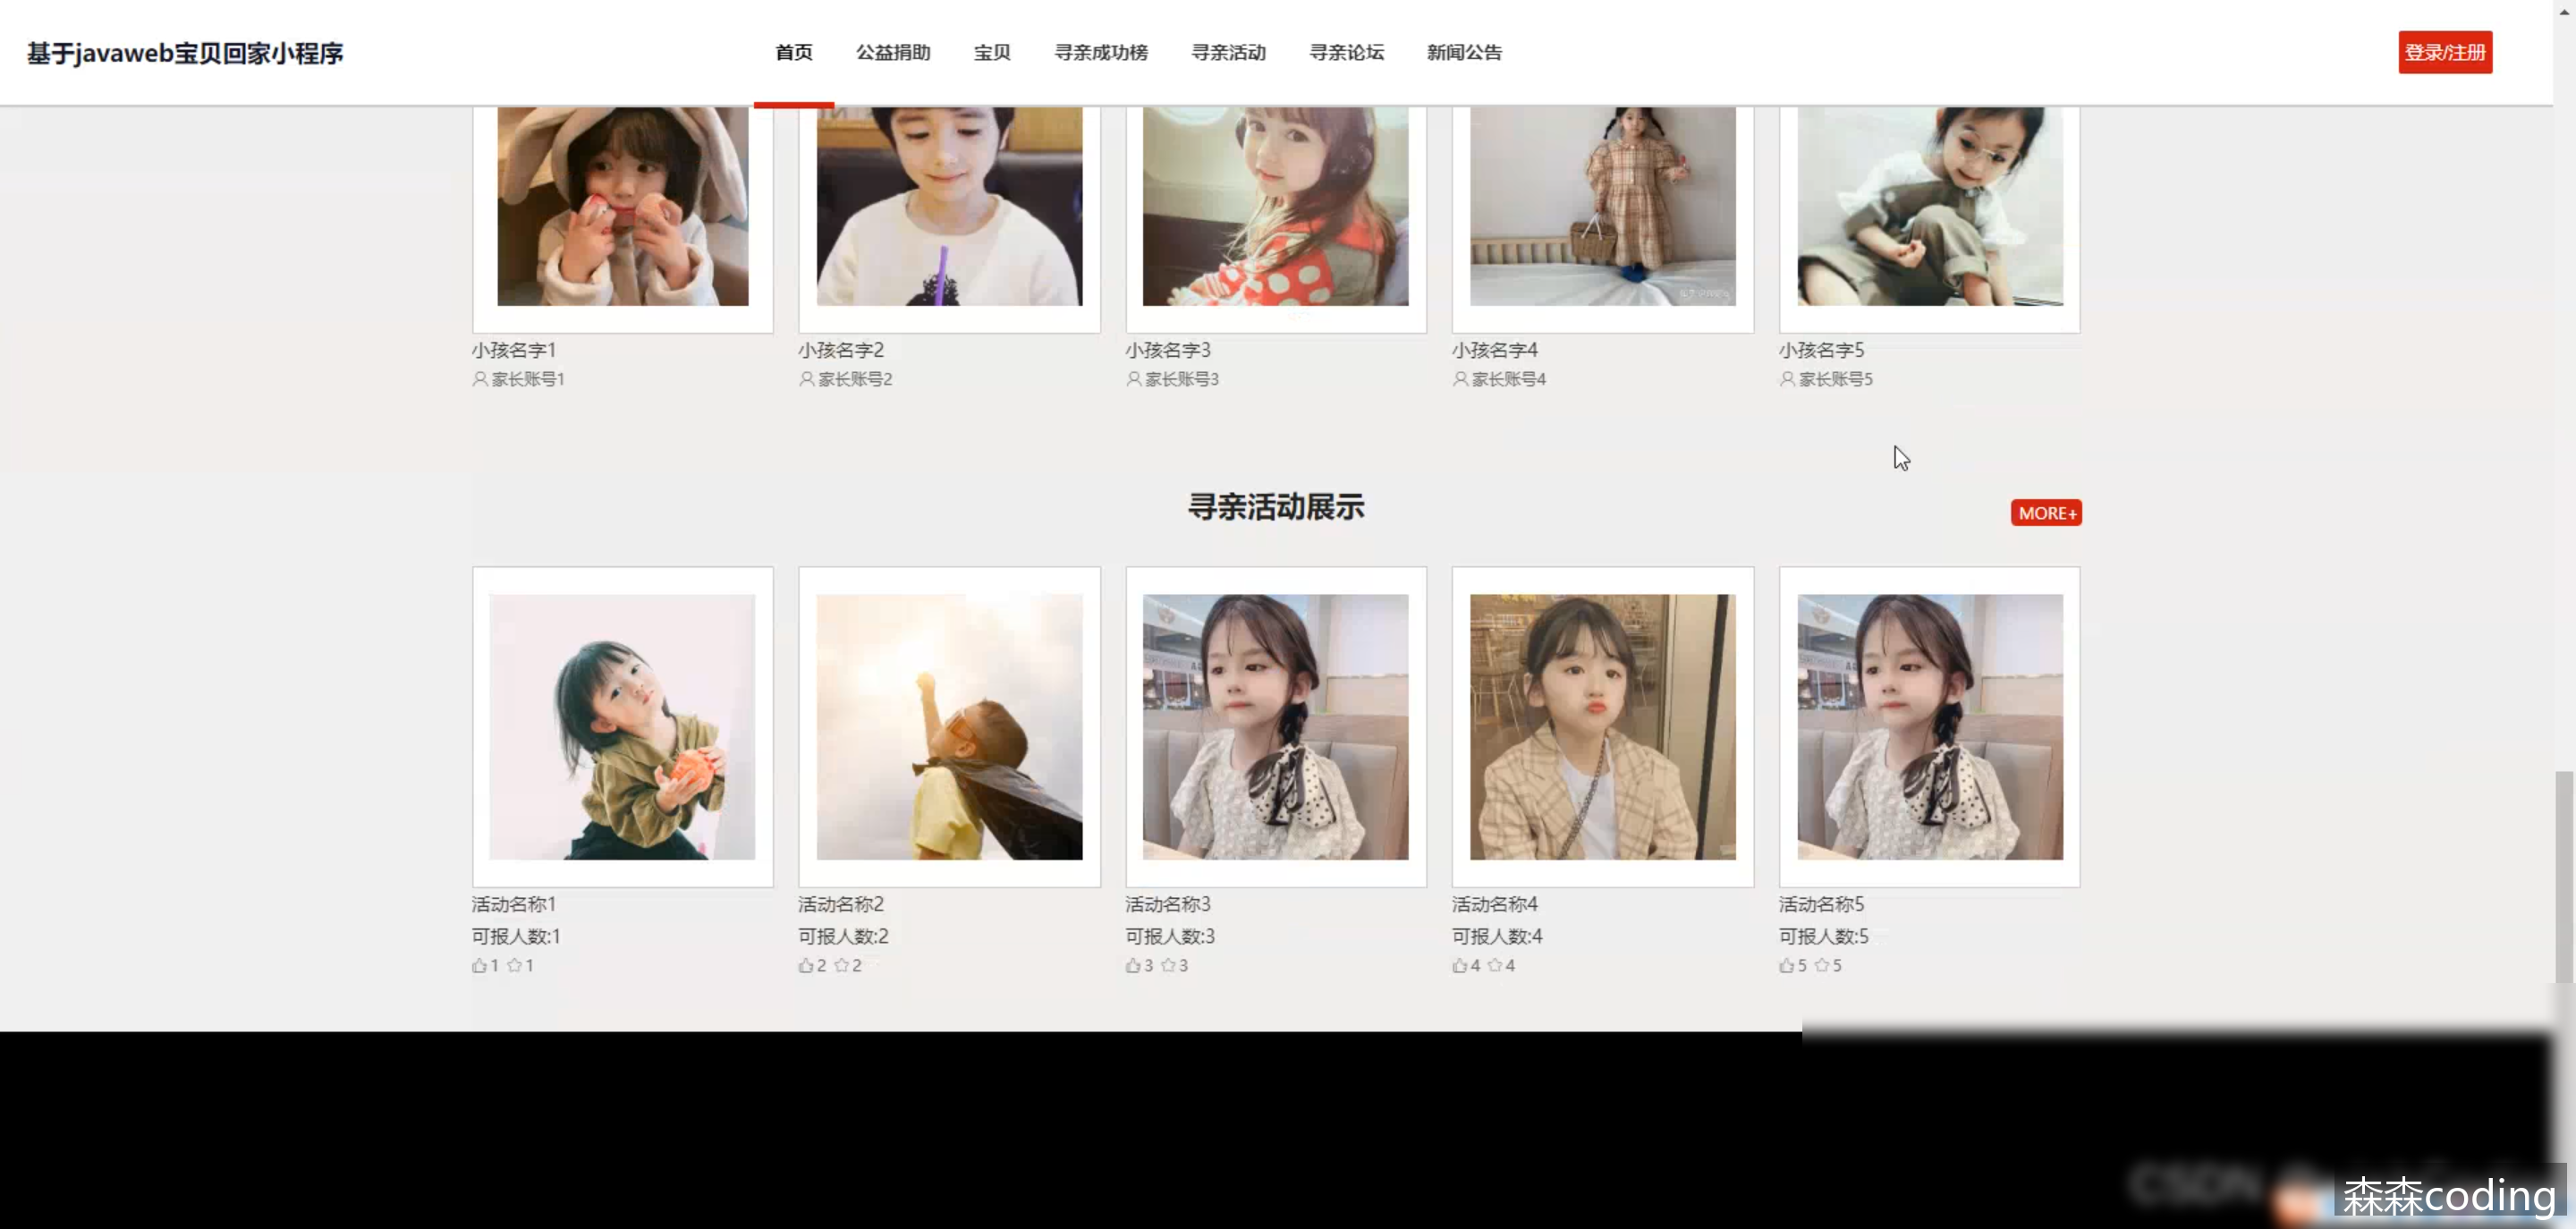 基于javaweb宝贝回家小程序
首页 公益捐助 宝贝 寻亲成功榜 寻亲活动 寻亲论坛 新闻公告
登录/注册
小孩名字1 小孩名字2 小孩名字3 小孩名字4 小孩名字5
家长账号1 家长账号2 家长账号3 家长账号4 家长账号5
寻亲活动展示
MORE+
活动名称1 活动名称2 活动名称3 活动名称4 活动名称5
可报人数:1 可报人数:2 可报人数:3 可报人数:4 可报人数:5
1 1 2 2 3 3 4 4 5 5
CSDN
森森coding